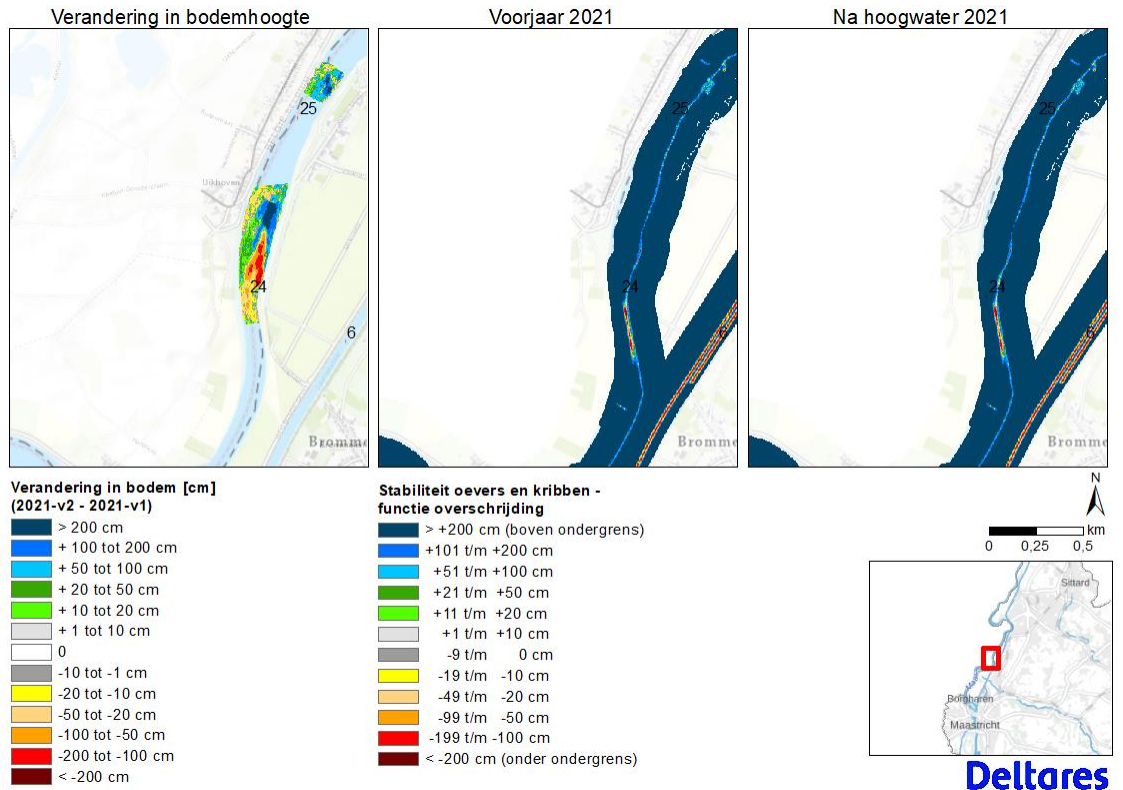 Verandering in bodemhoogte
Voorjaar 2021
Na hoogwater 2021
25
Uikhoven
24
6
Bromme
25
24
6
Bromme
25
24
6
Bromme
Verandering in bodem [cm]
(2021-v2 - 2021-v1)
> 200 cm
+ 100 tot 200 cm
+ 50 tot 100 cm
+ 20 tot 50 cm
+ 10 tot 20 cm
+ 1 tot 10 cm
0
-10 tot -1 cm
-20 tot -10 cm
-50 tot -20 cm
-100 tot -50 cm
-200 tot -100 cm
< -200 cm
Stabiliteit oevers en kribben -
functie overschrijding
> +200 cm (boven ondergrens)
+101 t/m +200 cm
+51 t/m +100 cm
+21 t/m +50 cm
+11 t/m +20 cm
+1 t/m +10 cm
-9 t/m 0 cm
-19 t/m -10 cm
-49 t/m -20 cm
-99 t/m -50 cm
-199 t/m -100 cm
< -200 cm (onder ondergrens)
N
km
0 0,25 0,5
Sittard
Maas
Borgharen
Maastricht
Deltares